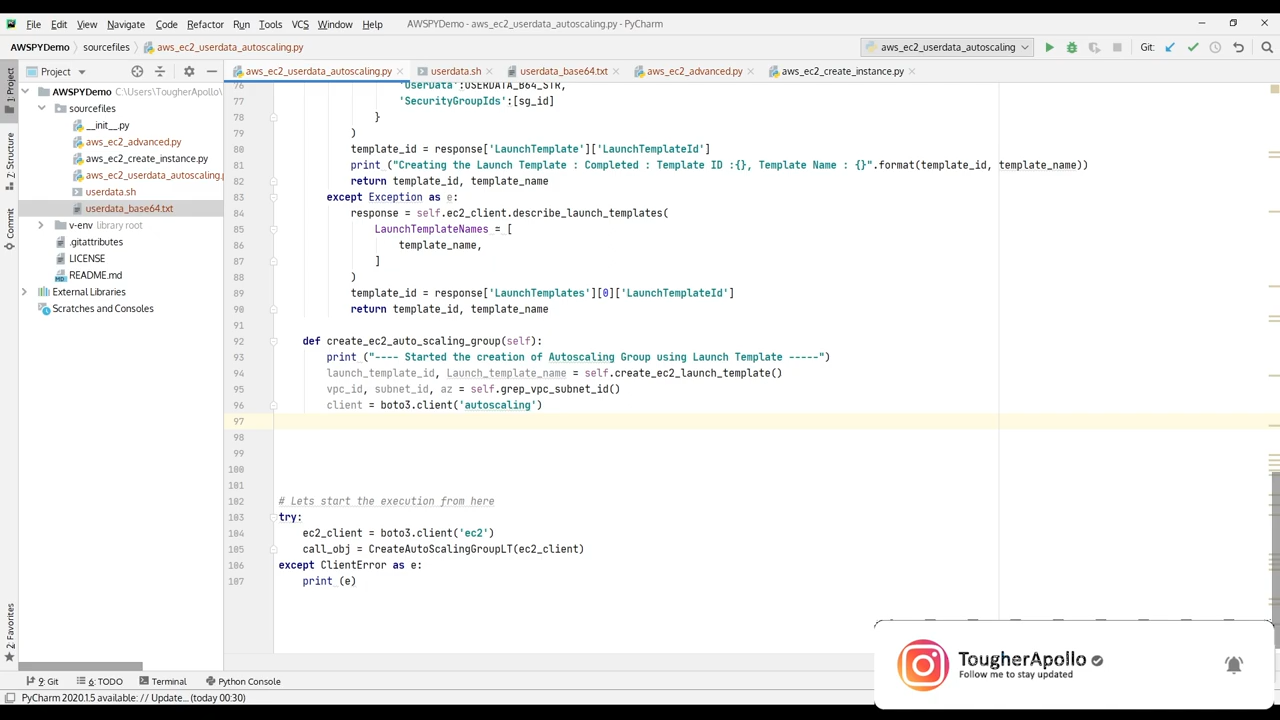 File Edit View Navigate Code Refactor Run Tools VCS Window Help AWSPYDemo - aws_ec2_userdata_autoscaling.py - PyCharm
AWSPYDemo sourcefiles aws_ec2_userdata_autoscaling.py aws_ec2_userdata_autoscaling Git:
1: Project
Z: Structure
Commit
2: Favorites
Project
aws_ec2_userdata_autoscaling.py userdata.sh userdata_base64.txt aws_ec2_advanced.py aws_ec2_create_instance.py
AWSPYDemo C:\Users\TougherApollo/
sourcefiles
__init__.py
aws_ec2_advanced.py
aws_ec2_create_instance.py
aws_ec2_userdata_autoscaling.
userdata.sh
userdata_base64.txt
v-env library root
.gitattributes
LICENSE
README.md
External Libraries
Scratches and Consoles
76 'UserData':USERDATA_B64_STR,
77 'SecurityGroupIds':[sg_id]
78 }
79 )
80 template_id = response['LaunchTemplate']['LaunchTemplateId']
81 print ("Creating the Launch Template : Completed : Template ID :{}, Template Name : {}".format(template_id, template_name))
82 return template_id, template_name
83 except Exception as e:
84 response = self.ec2_client.describe_launch_templates(
85 LaunchTemplateNames = [
86 template_name,
87 ]
88 )
89 template_id = response['LaunchTemplates'][0]['LaunchTemplateId']
90 return template_id, template_name
91
92 def create_ec2_auto_scaling_group(self):
93 print ("---- Started the creation of Autoscaling Group using Launch Template -----")
94 launch_template_id, Launch_template_name = self.create_ec2_launch_template()
95 vpc_id, subnet_id, az = self.grep_vpc_subnet_id()
96 client = boto3.client('autoscaling')
97
98
99
100
101
102 # Lets start the execution from here
103 try:
104 ec2_client = boto3.client('ec2')
105 call_obj = CreateAutoScalingGroupLT(ec2_client)
106 except ClientError as e:
107 print (e)
TougherApollo
Follow me to stay updated
9: Git 6: TODO Terminal Python Console
PyCharm 2020.1.5 available: // Update... (today 00:30)